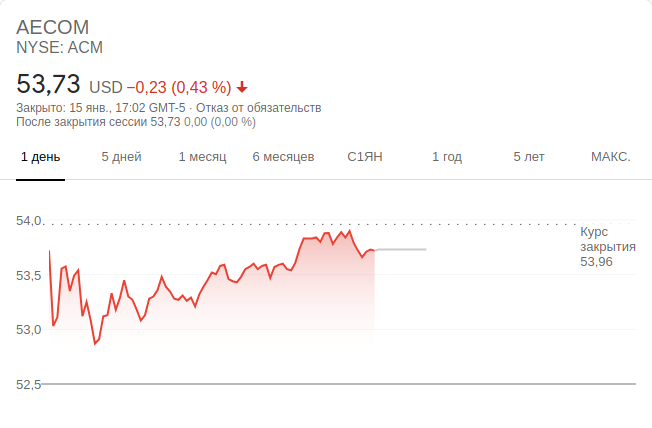 AECOM
NYSE: ACM
53,73 USD −0,23 (0,43 %)
Закрыто: 15 янв., 17:02 GMT-5 · Отказ от обязательств
После закрытия сессии 53,73 0,00 (0,00 %)
1 день 5 дней 1 месяц 6 месяцев С1ЯН 1 год 5 лет МАКС.
54,0
Курс
закрытия
53,96
53,5
53,0
52,5